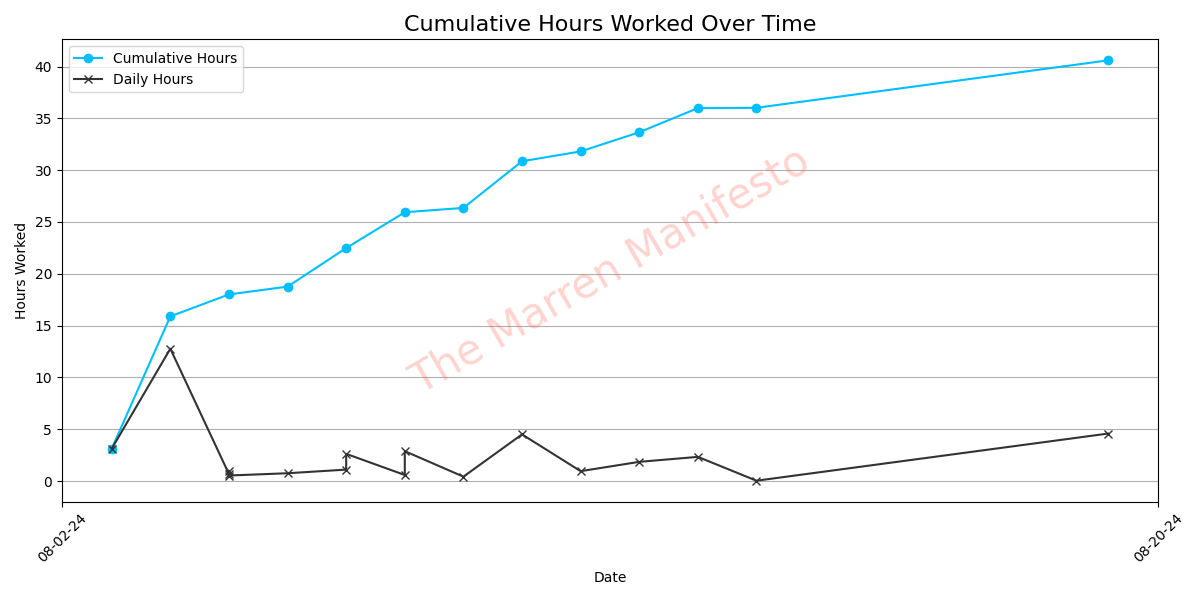 Cumulative Hours Worked Over Time
Cumulative Hours
Daily Hours
40
35
30
25
20
15
10
5
0
Hours Worked
The Marren Manifesto
08-02-24
08-20-24
Date